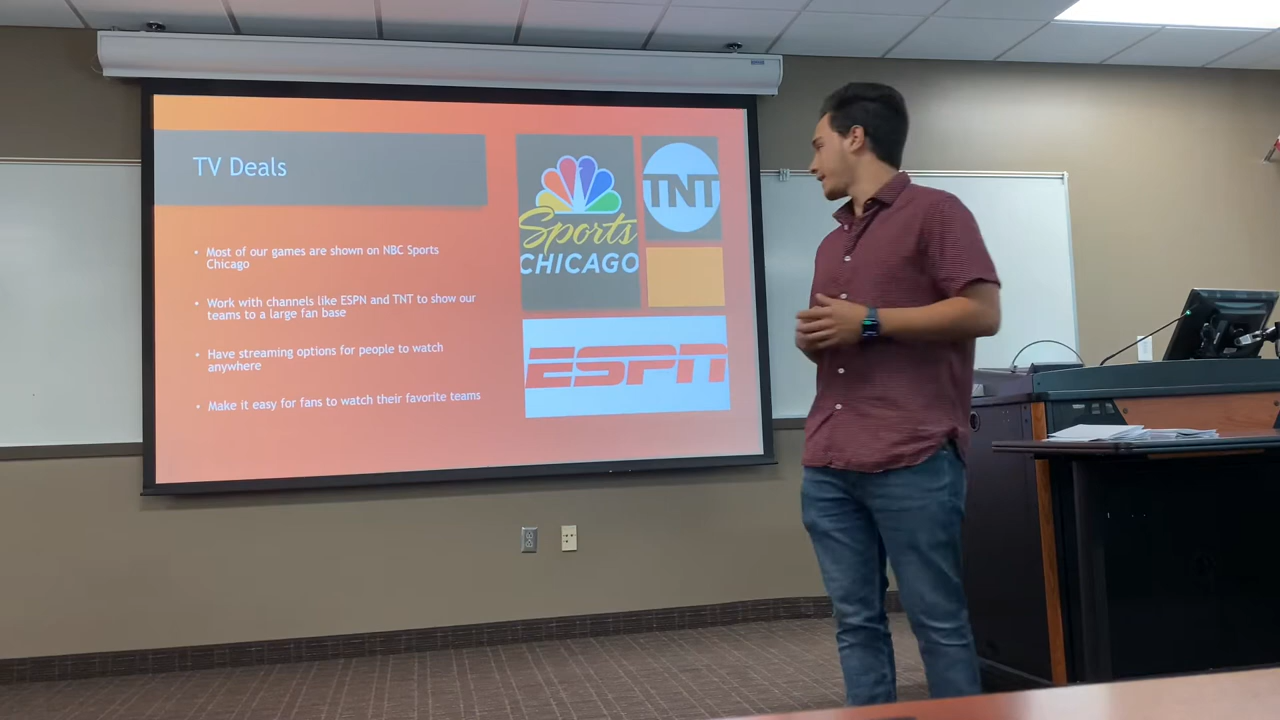 TV Deals
• Most of our games are shown on NBC Sports
Chicago
• Work with channels like ESPN and TNT to show our
teams to a large fan base
• Have streaming options for people to watch
anywhere
• Make it easy for fans to watch their favorite teams
Sports
CHICAGO
TNT
ESPN